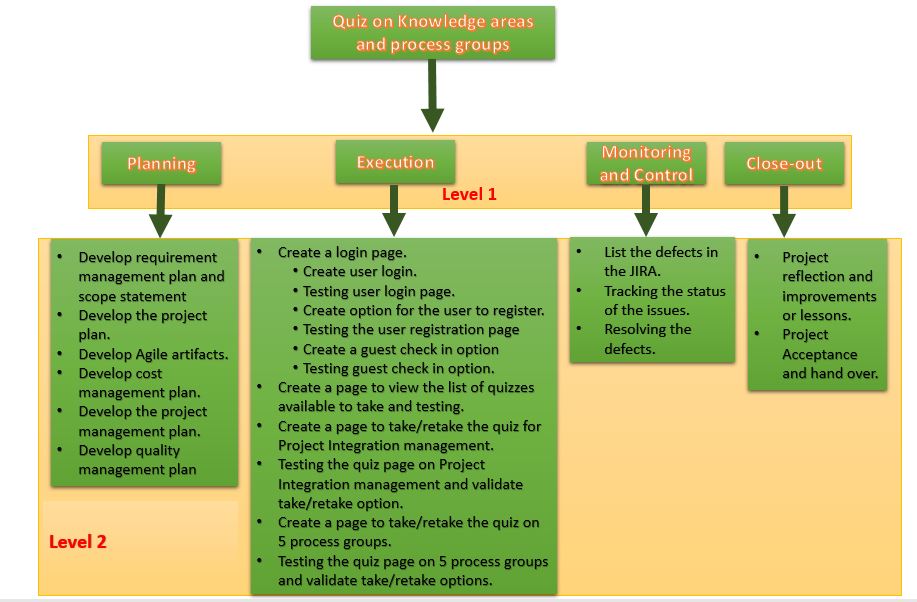 Quiz on Knowledge areas
and process groups
Planning
Execution
Monitoring
and Control
Close-out
Level 1
• Develop requirement
management plan and
scope statement
• Develop the project
plan.
• Develop Agile artifacts.
• Develop cost
management plan.
• Develop the project
management plan.
• Develop quality
management plan
• Create a login page.
• Create user login.
• Testing user login page.
• Create option for the user to register.
• Testing the user registration page
• Create a guest check in option
• Testing guest check in option.
• Create a page to view the list of quizzes
available to take and testing.
• Create a page to take/retake the quiz for
Project Integration management.
• Testing the quiz page on Project
Integration management and validate
take/retake option.
• Create a page to take/retake the quiz on
5 process groups.
• Testing the quiz page on 5 process groups
and validate take/retake options.
• List the defects in
the JIRA.
• Tracking the status
of the issues.
• Resolving the
defects.
• Project
reflection and
improvements
or lessons.
• Project
Acceptance
and hand over.
Level 2